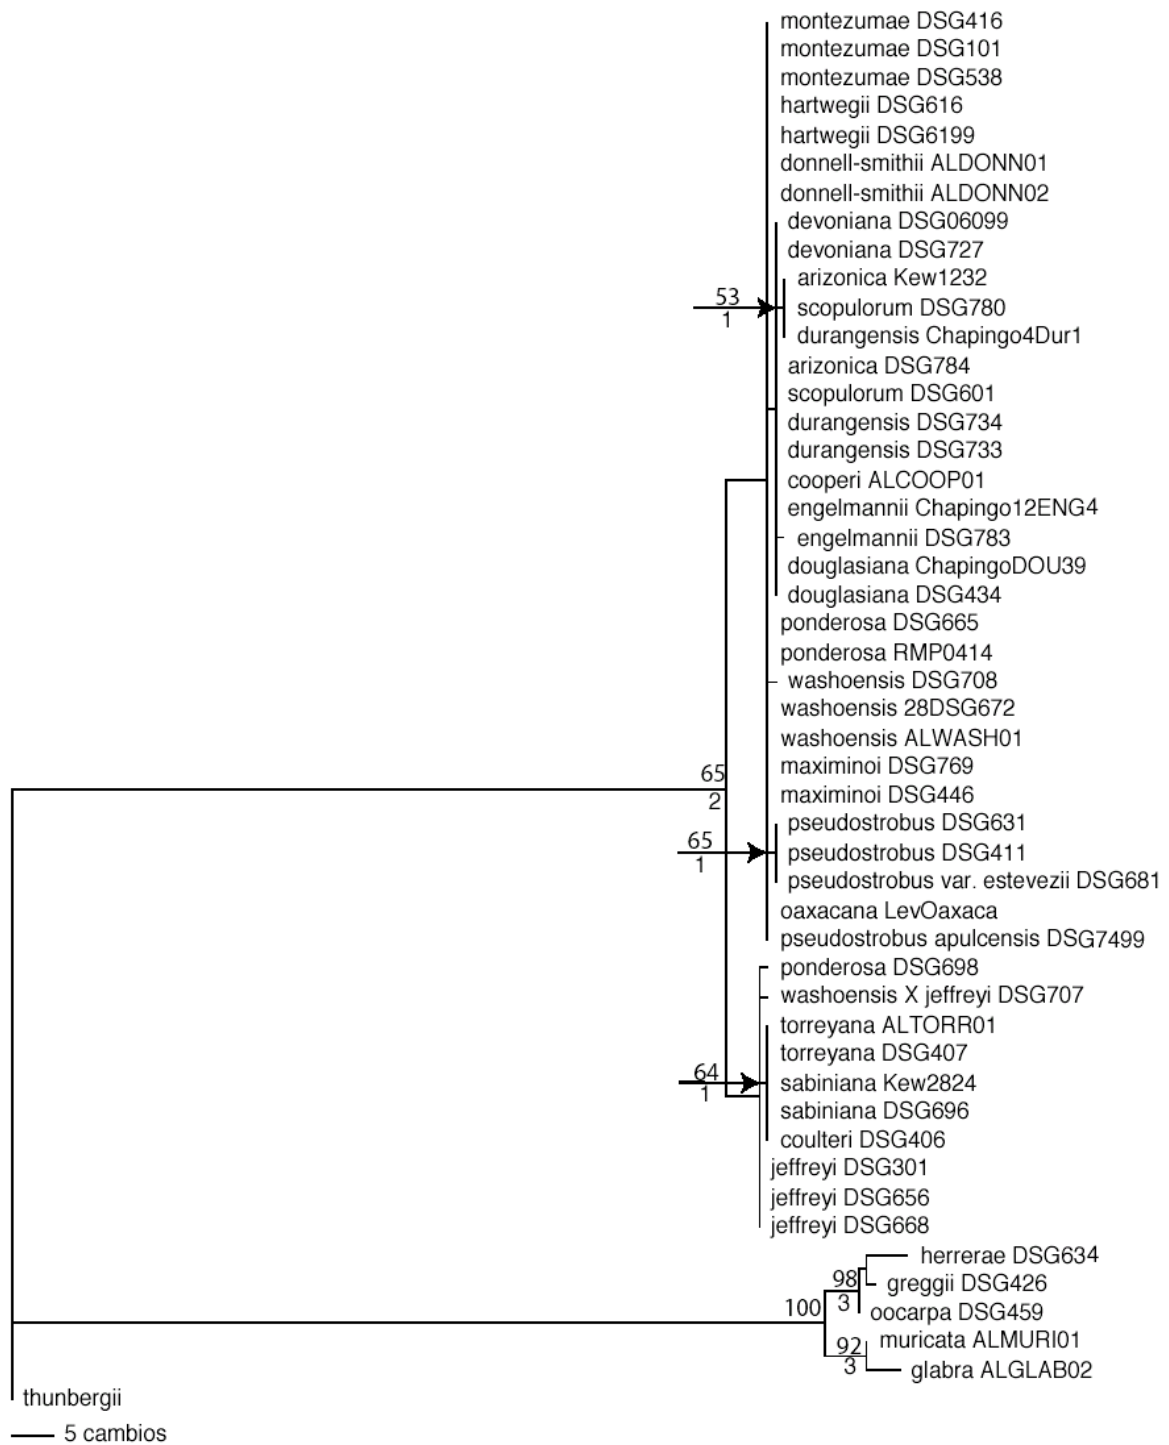 montezumae DSG416
montezumae DSG101
montezumae DSG538
hartwegii DSG616
hartwegii DSG6199
donnell-smithii ALDONN01
donnell-smithii ALDONN02
devoniana DSG06099
devoniana DSG727
arizonica Kew1232
53
scopulorum DSG780
1
durangensis Chapingo4Dur1
arizonica DSG784
scopulorum DSG601
durangensis DSG734
durangensis DSG733
cooperi ALCOOP01
engelmannii Chapingo12ENG4
engelmannii DSG783
douglasiana ChapingoDOU39
douglasiana DSG434
ponderosa DSG665
ponderosa RMP0414
washoensis DSG708
washoensis 28DSG672
washoensis ALWASH01
maximinoi DSG769
65
2
maximinoi DSG446
pseudostrobus DSG631
65
1
pseudostrobus DSG411
pseudostrobus var. estevezii DSG681
oaxacana LevOaxaca
pseudostrobus apulcensis DSG7499
ponderosa DSG698
washoensis X jeffreyi DSG707
torreyana ALTORR01
torreyana DSG407
64
1
sabiniana Kew2824
sabiniana DSG696
coulteri DSG406
jeffreyi DSG301
jeffreyi DSG656
jeffreyi DSG668
herrerae DSG634
98
3
greggii DSG426
100
oocarpa DSG459
muricata ALMURI01
92
3
glabra ALGLAB02
thunbergii
5 cambios